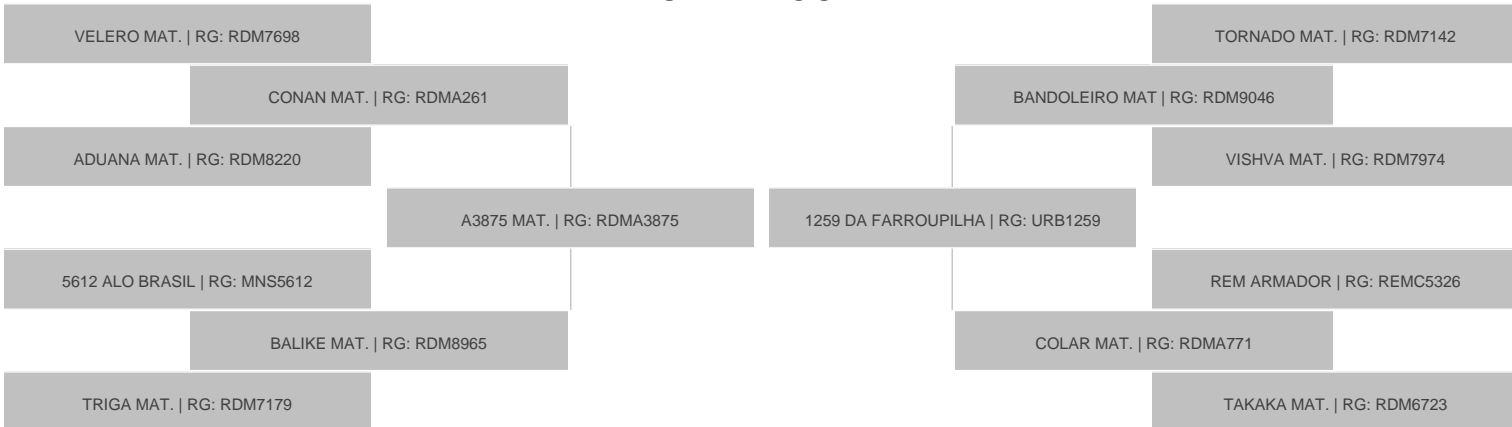 VELERO MAT. | RG: RDM7698
TORNADO MAT. | RG: RDM7142
CONAN MAT. | RG: RDMA261
BANDOLEIRO MAT | RG: RDM9046
ADUANA MAT. | RG: RDM8220
VISHVA MAT. | RG: RDM7974
A3875 MAT. | RG: RDMA3875
1259 DA FARROUPILHA | RG: URB1259
5612 ALO BRASIL | RG: MNS5612
REM ARMADOR | RG: REMC5326
BALIKE MAT. | RG: RDM8965
COLAR MAT. | RG: RDMA771
TRIGA MAT. | RG: RDM7179
TAKAKA MAT. | RG: RDM6723